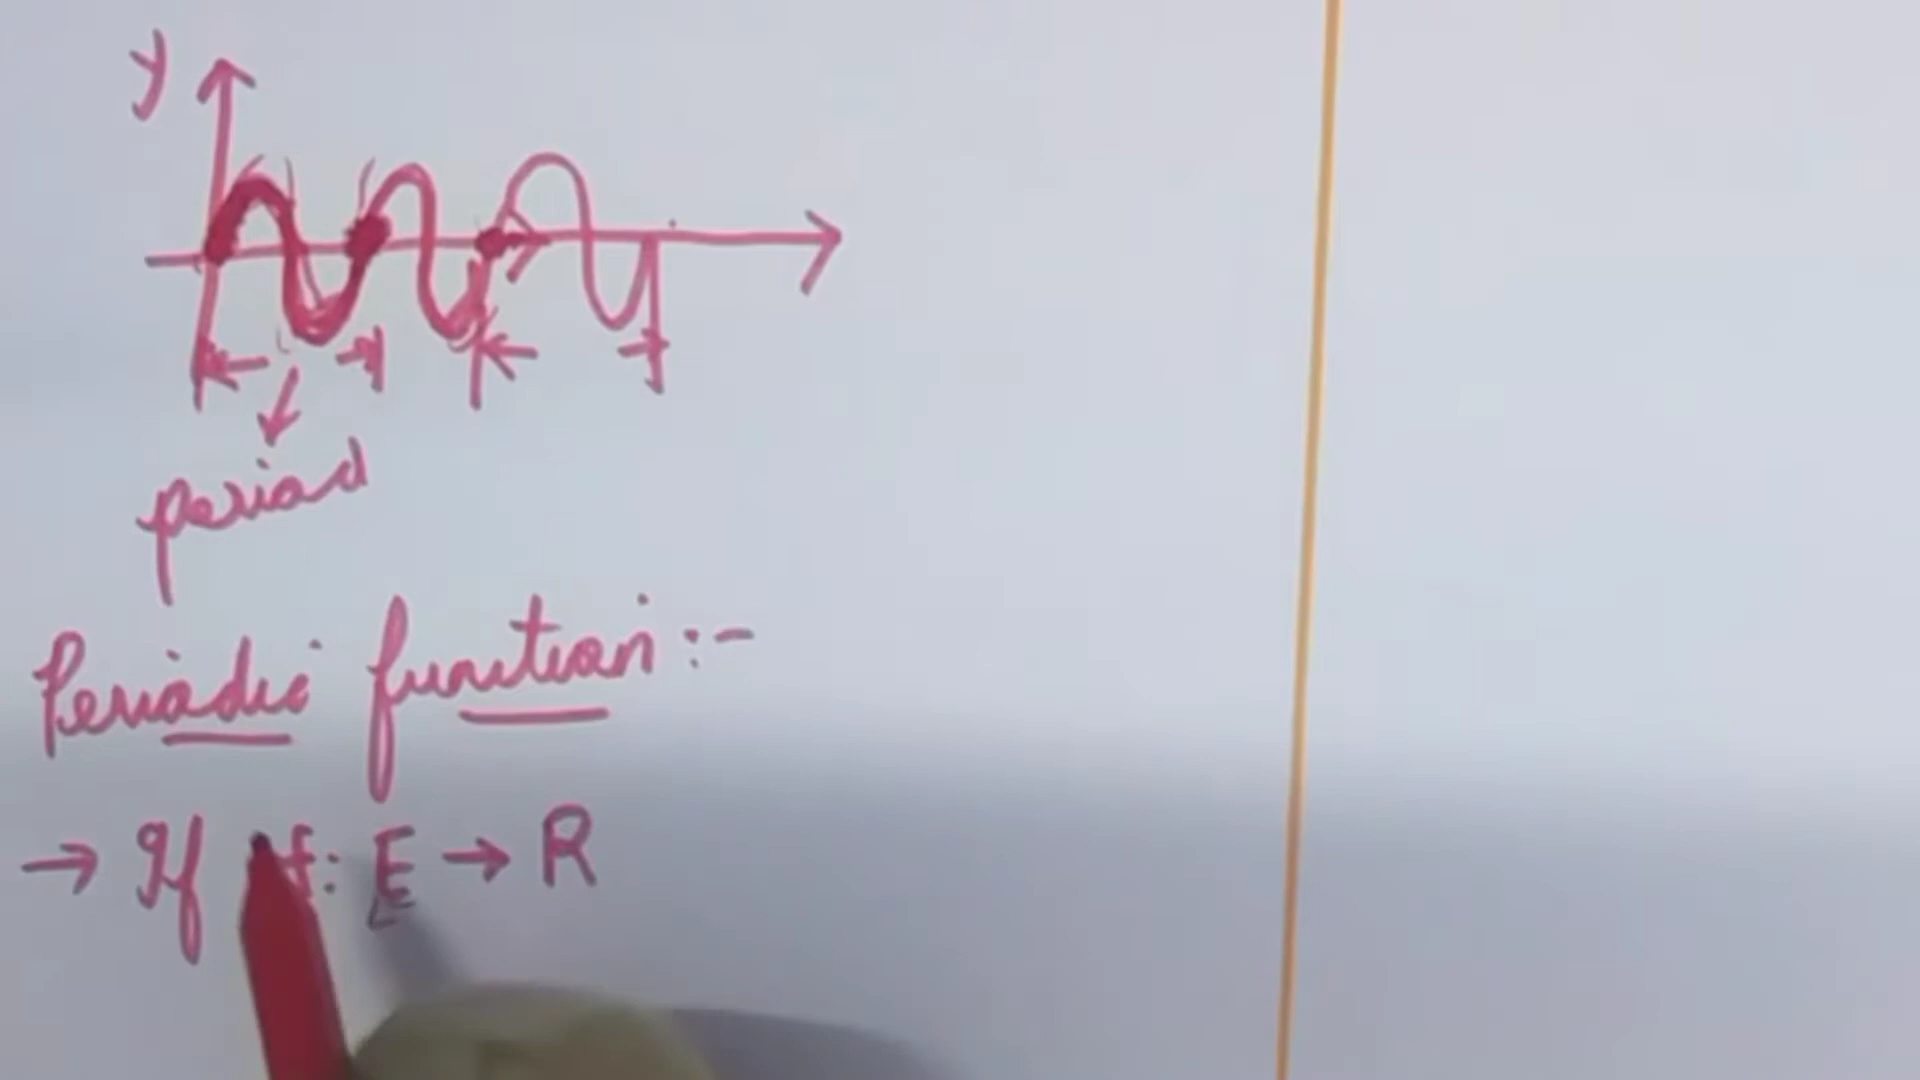 y
period
Periodic function :-
→ If f: E → R